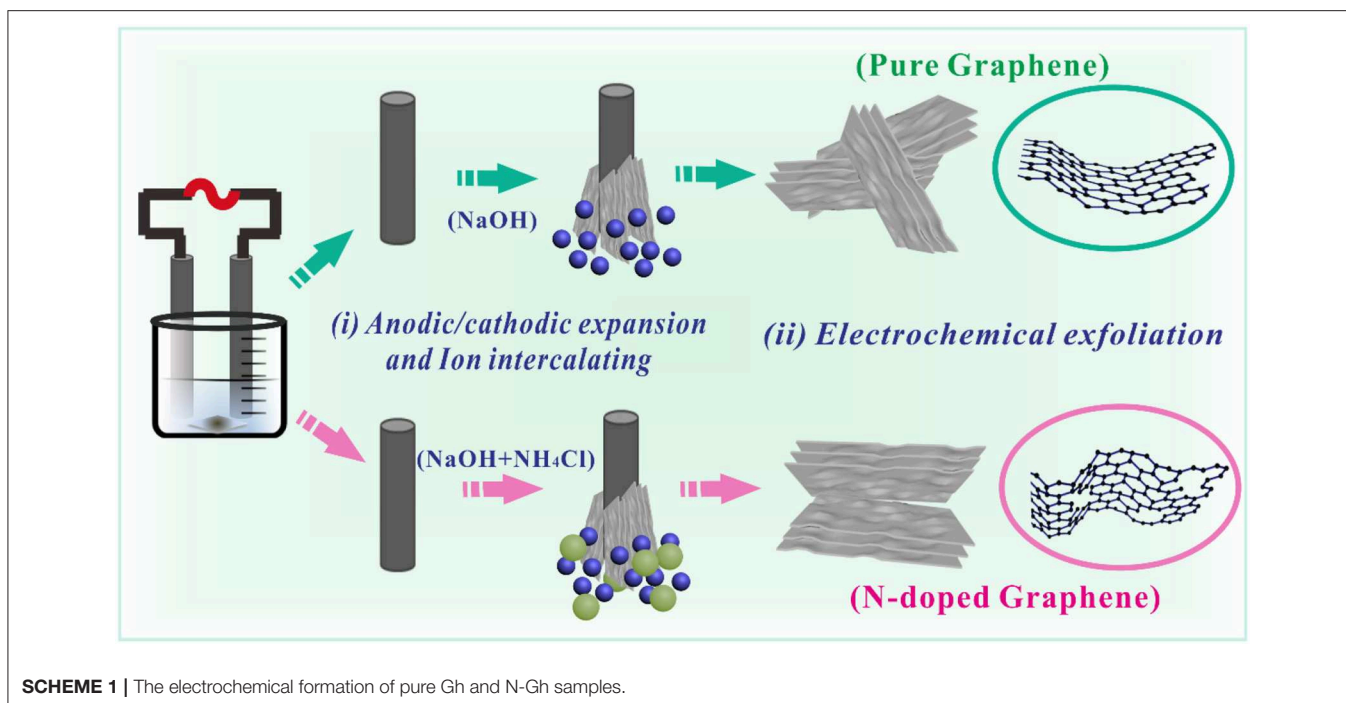 (Pure Graphene)
(NaOH)
(i) Anodic/cathodic expansion
and Ion intercalating
(ii) Electrochemical exfoliation
(NaOH+NH₄Cl)
(N-doped Graphene)
SCHEME 1 | The electrochemical formation of pure Gh and N-Gh samples.